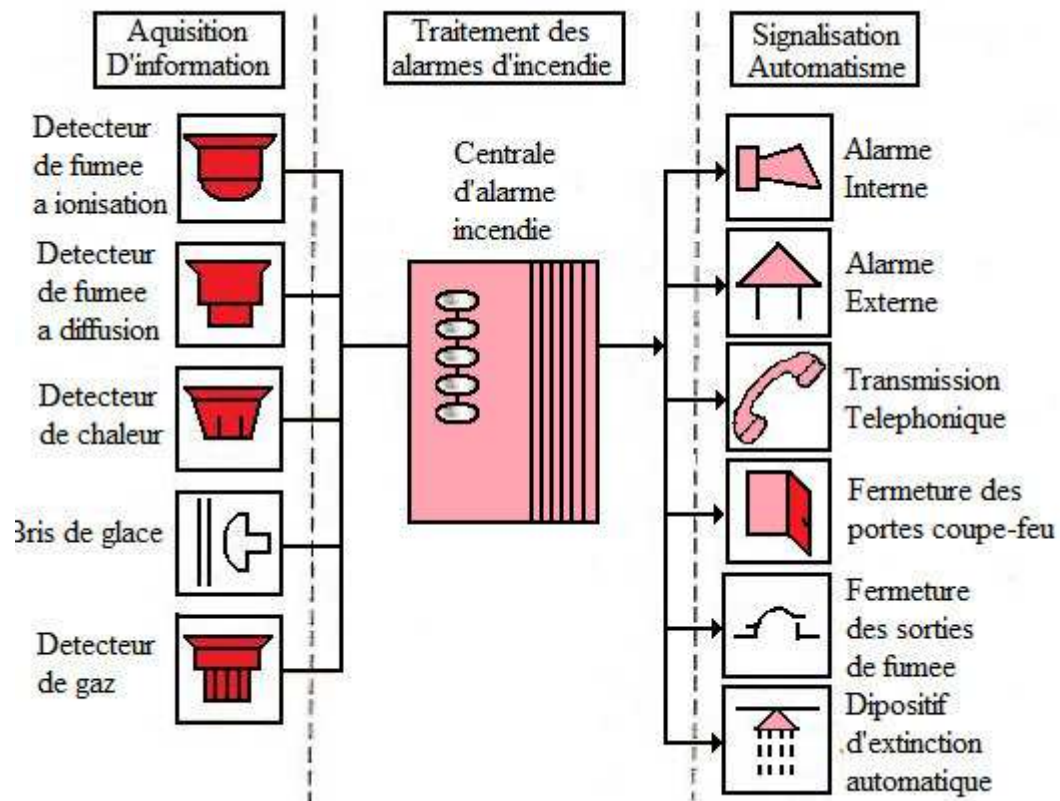 Aquisition
D'information
Traitement des
alarmes d'incendie
Signalisation
Automatisme
Detecteur
de fumee
a ionisation
Detecteur
de fumee
a diffusion
Detecteur
de chaleur
Bris de glace
Detecteur
de gaz
Centrale
d'alarme
incendie
Alarme
Interne
Alarme
Externe
Transmission
Telephonique
Fermeture des
portes coupe-feu
Fermeture
des sorties
de fumee
Dipositif
d'extinction
automatique